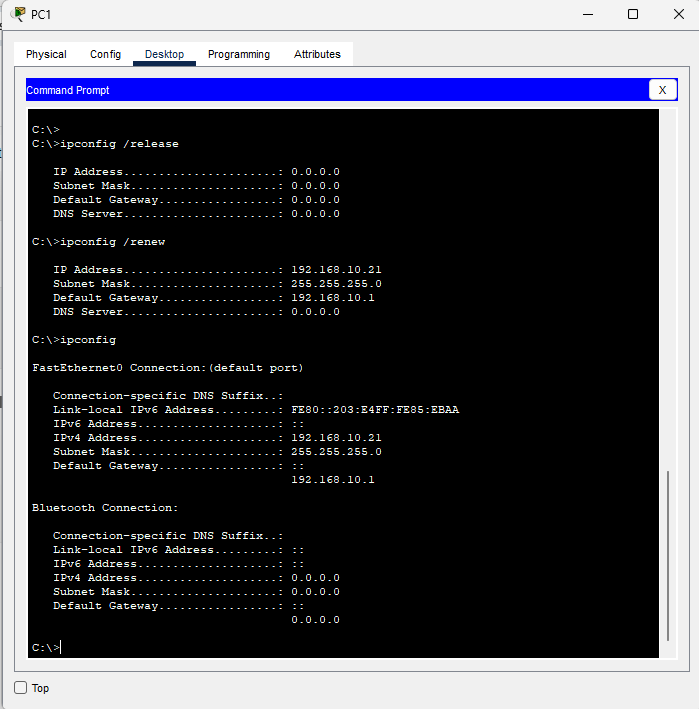 PC1
Physical Config Desktop Programming Attributes
Command Prompt X
C:\>
C:\>ipconfig /release
IP Address......................: 0.0.0.0
Subnet Mask.....................: 0.0.0.0
Default Gateway.................: 0.0.0.0
DNS Server......................: 0.0.0.0
C:\>ipconfig /renew
IP Address......................: 192.168.10.21
Subnet Mask.....................: 255.255.255.0
Default Gateway.................: 192.168.10.1
DNS Server......................: 0.0.0.0
C:\>ipconfig
FastEthernet0 Connection:(default port)
Connection-specific DNS Suffix..:
Link-local IPv6 Address.........: FE80::203:E4FF:FE85:EBAA
IPv6 Address....................: ::
IPv4 Address....................: 192.168.10.21
Subnet Mask.....................: 255.255.255.0
Default Gateway.................: ::
192.168.10.1
Bluetooth Connection:
Connection-specific DNS Suffix..:
Link-local IPv6 Address.........: ::
IPv6 Address....................: ::
IPv4 Address....................: 0.0.0.0
Subnet Mask.....................: 0.0.0.0
Default Gateway.................: ::
0.0.0.0
C:\>
Top